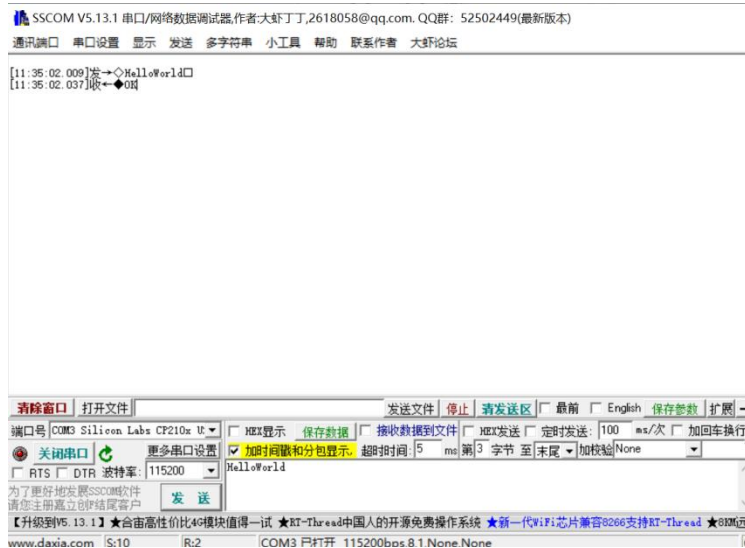 SSCOM V5.13.1 串口/网络数据调试器,作者:大虾丁丁,2618058@qq.com. QQ群：52502449(最新版本)
通讯端口 串口设置 显示 发送 多字符串 小工具 帮助 联系作者 大虾论坛
[11:35:02.009]发→◇HelloWorld□
[11:35:02.037]收←◆OK
清除窗口 打开文件 发送文件 停止 清发送区 最前 English 保存参数 扩展 —
端口号 COM3 Silicon Labs CP210x U HEX显示 保存数据 接收数据到文件 HEX发送 定时发送: 100 ms/次 加回车换行
关闭串口 更多串口设置 加时间戳和分包显示, 超时时间: 5 ms 第 3 字节 至 末尾 加校验 None
RTS DTR 波特率: 115200 HelloWorld
为了更好地发展SSCOM软件
请您注册嘉立创F结尾客户
发 送
【升级到V5.13.1】★合宙高性价比4G模块值得一试 ★RT-Thread中国人的开源免费操作系统 ★新一代WiFi芯片兼容8266支持RT-Thread ★8KM远
www.daxia.com S:10 R:2 COM3 已打开 115200bps,8,1,None,None